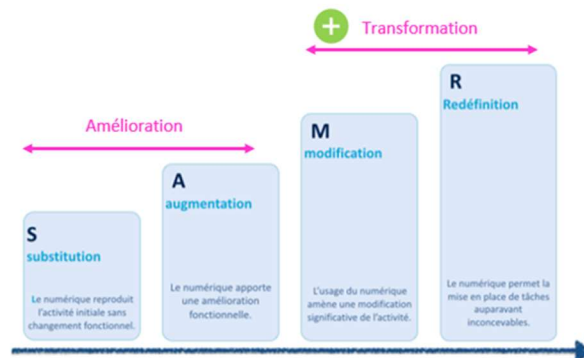 Transformation
Amélioration
S
substitution
Le numérique reproduit
l'activité initiale sans
changement fonctionnel.
A
augmentation
Le numérique apporte
une amélioration
fonctionnelle.
M
modification
L'usage du numérique
amène une modification
significative de l'activité.
R
Redéfinition
Le numérique permet la
mise en place de tâches
auparavant
inconcevables.